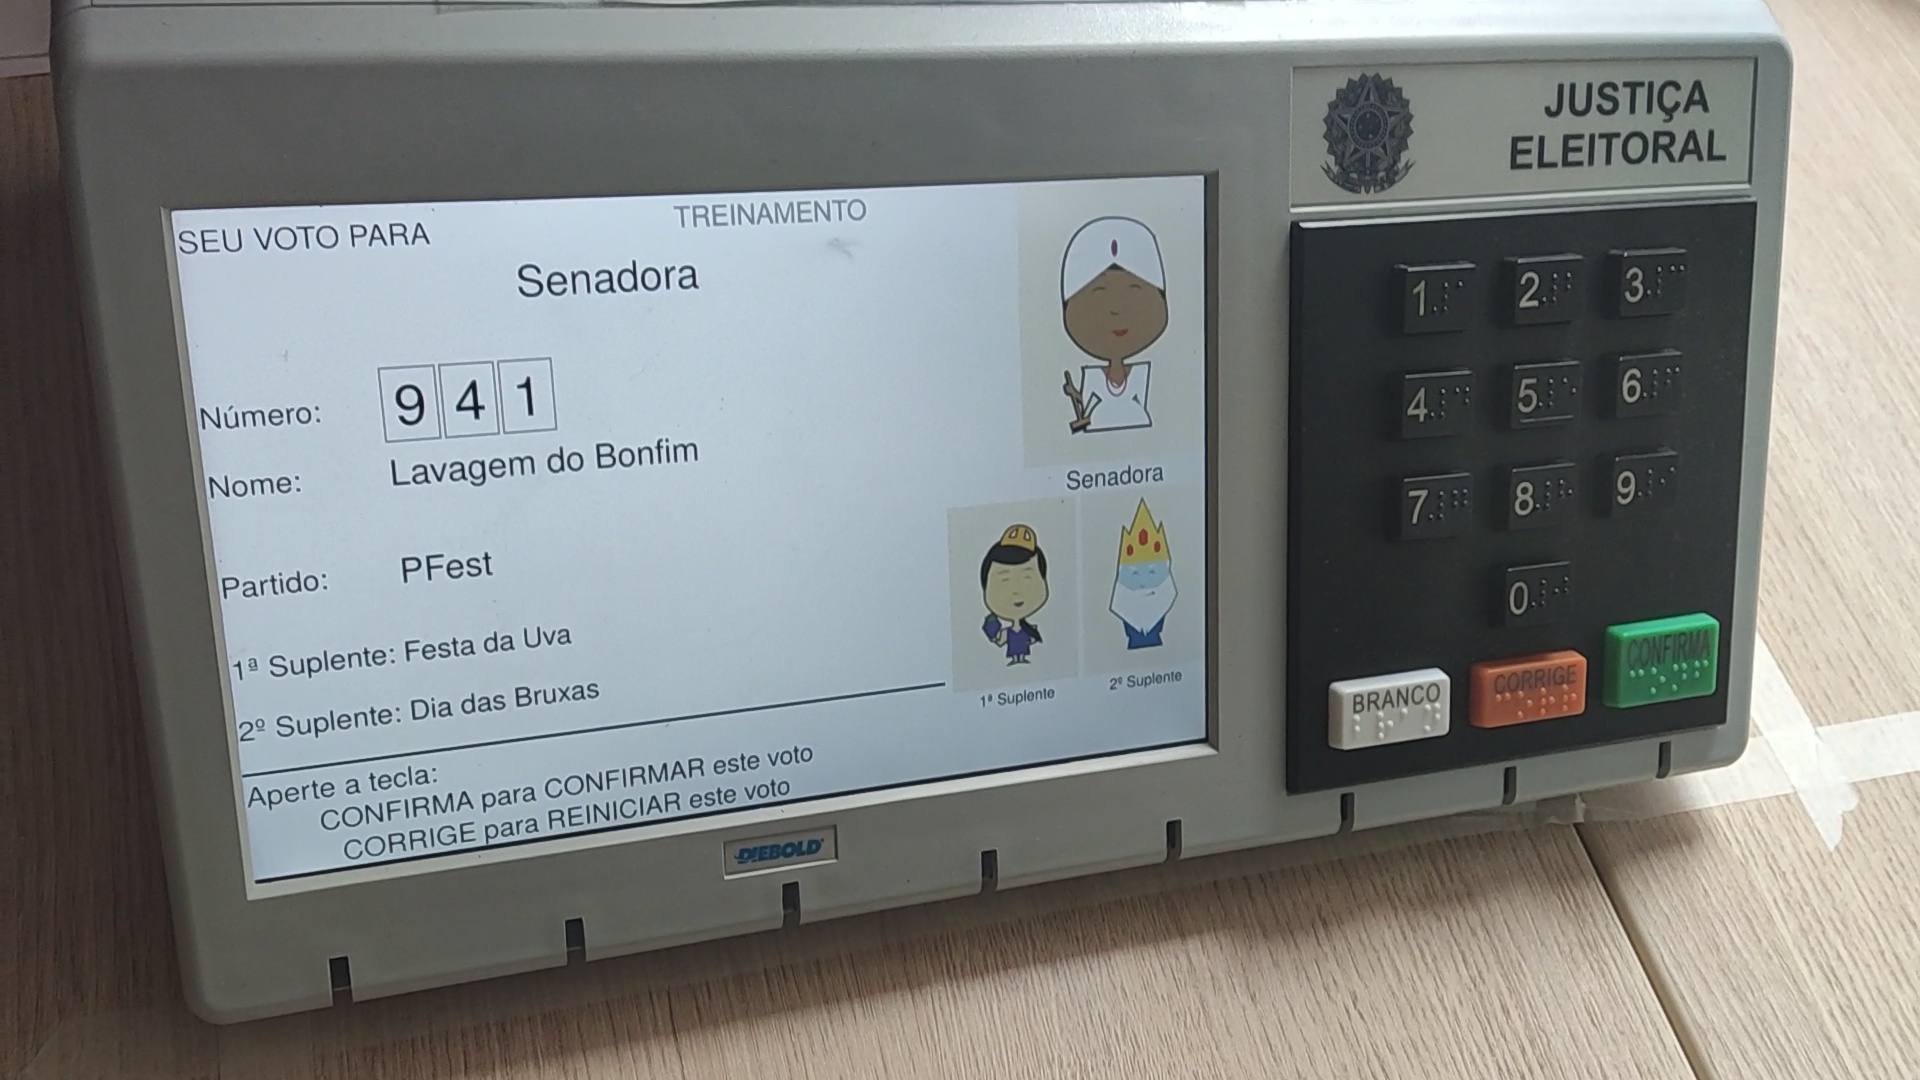 JUSTIÇA
ELEITORAL
TREINAMENTO
SEU VOTO PARA
Senadora
Número: 9 4 1
Nome: Lavagem do Bonfim
Senadora
Partido: PFest
1ª Suplente: Festa da Uva
2º Suplente: Dia das Bruxas
1ª Suplente
2º Suplente
Aperte a tecla:
CONFIRMA para CONFIRMAR este voto
CORRIGE para REINICIAR este voto
DIEBOLD
1 2 3
4 5 6
7 8 9
0
BRANCO CORRIGE CONFIRMA